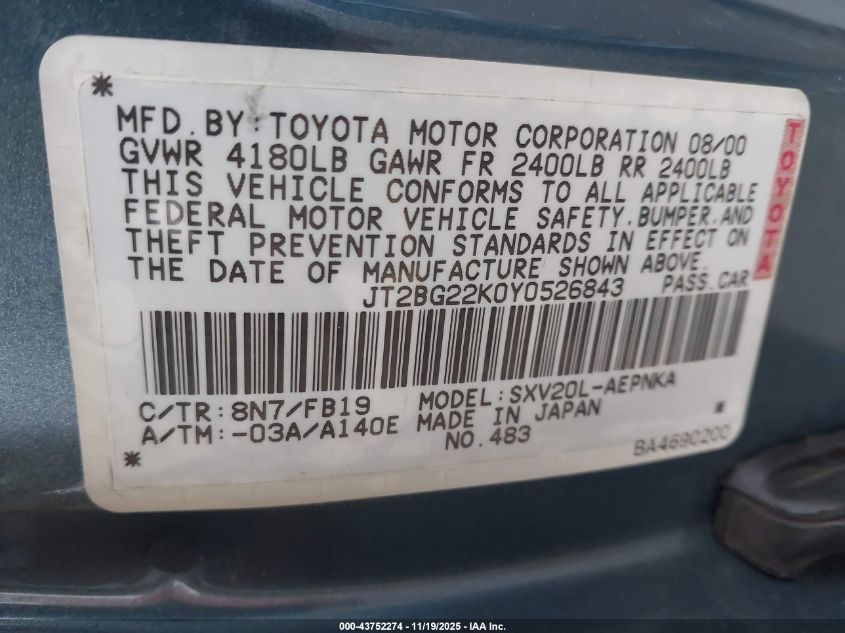 MFD. BY: TOYOTA MOTOR CORPORATION 08/00
GVWR 4180LB GAWR FR 2400LB RR 2400LB
THIS VEHICLE CONFORMS TO ALL APPLICABLE
FEDERAL MOTOR VEHICLE SAFETY, BUMPER, AND
THEFT PREVENTION STANDARDS IN EFFECT ON
THE DATE OF MANUFACTURE SHOWN ABOVE.
JT2BG22K0Y0526843 PASS. CAR
TOYOTA
C/TR: 8N7/FB19 MODEL: SXV20L-AEPNKA
A/TM: -03A/A140E MADE IN JAPAN
NO. 483
BA4690200
000-43752274 - 11/19/2025 - IAA Inc.